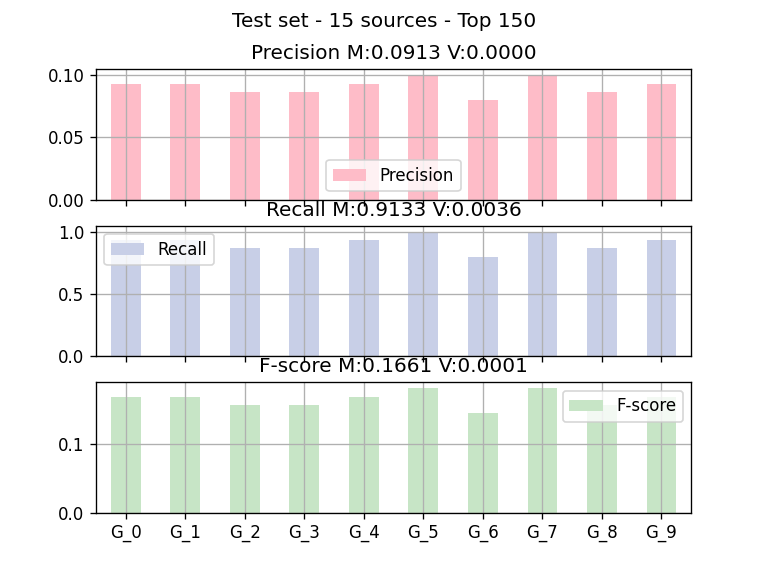 Test set - 15 sources - Top 150
Precision M:0.0913 V:0.0000
0.10
0.05
0.00
Precision
Recall M:0.9133 V:0.0036
1.0
0.5
0.0
Recall
F-score M:0.1661 V:0.0001
0.1
0.0
F-score
G_0 G_1 G_2 G_3 G_4 G_5 G_6 G_7 G_8 G_9